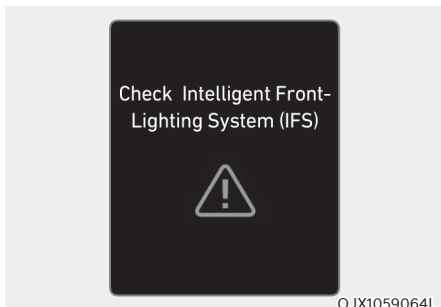 Check Intelligent Front-
Lighting System (IFS)
OJX1059064L